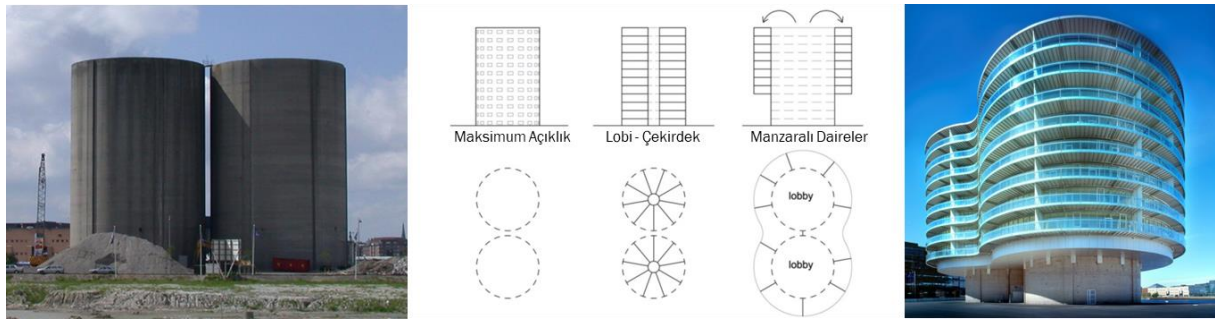 Maksimum Açıklık
Lobi - Çekirdek
Manzaralı Daireler
lobby
lobby